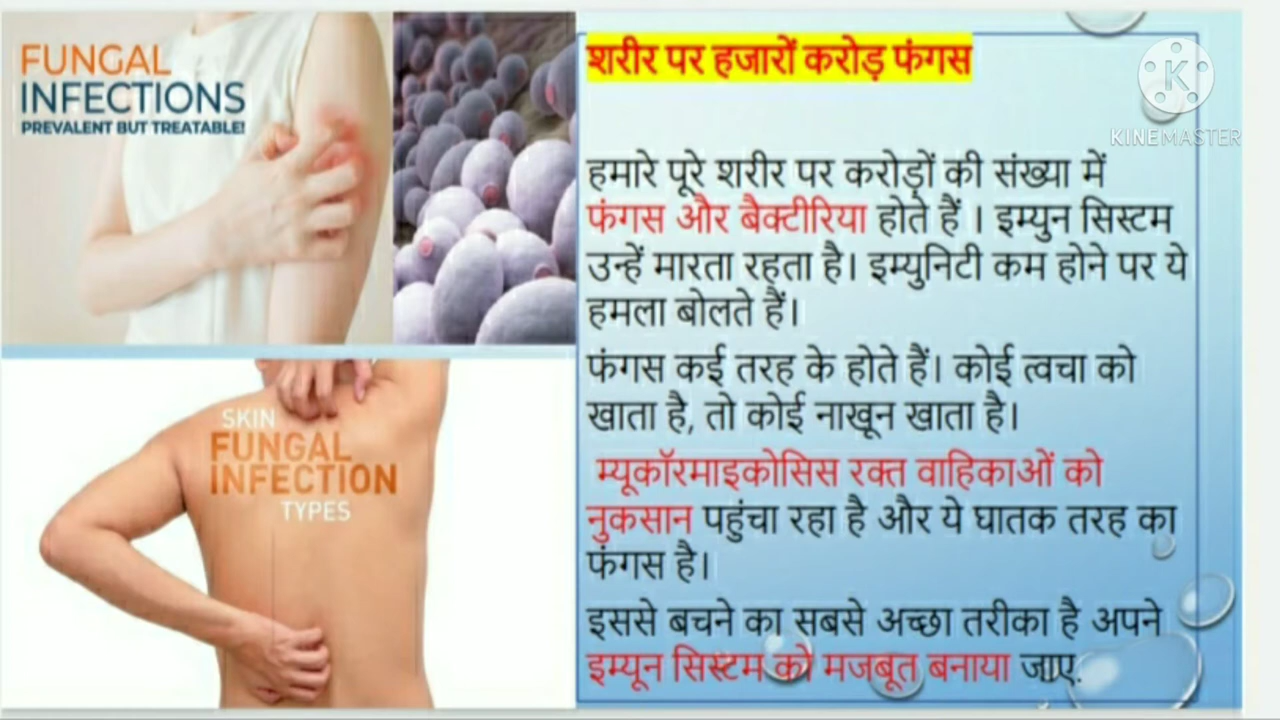 FUNGAL
INFECTIONS
PREVALENT BUT TREATABLE!
SKIN
FUNGAL
INFECTION
TYPES
शरीर पर हजारों करोड़ फंगस
हमारे पूरे शरीर पर करोड़ों की संख्या में
फंगस और बैक्टीरिया होते हैं । इम्युन सिस्टम
उन्हें मारता रहता है। इम्युनिटी कम होने पर ये
हमला बोलते हैं।
फंगस कई तरह के होते हैं। कोई त्वचा को
खाता है, तो कोई नाखून खाता है।
म्यूकॉरमाइकोसिस रक्त वाहिकाओं को
नुकसान पहुंचा रहा है और ये घातक तरह का
फंगस है।
इससे बचने का सबसे अच्छा तरीका है अपने
इम्यून सिस्टम को मजबूत बनाया जाए.
K
KINEMASTER